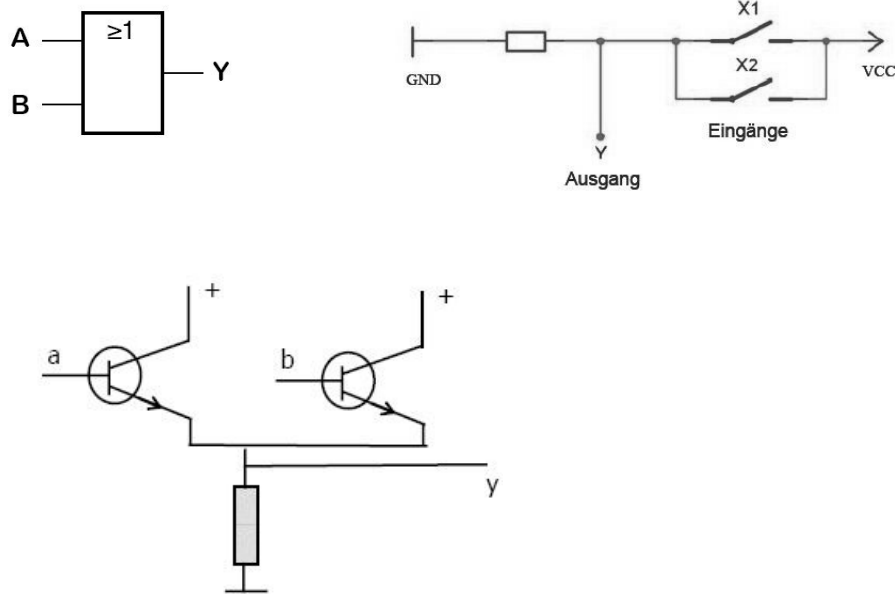 A
B
≥1
Y
GND
X1
X2
VCC
Eingänge
Y
Ausgang
a
+
b
+
y